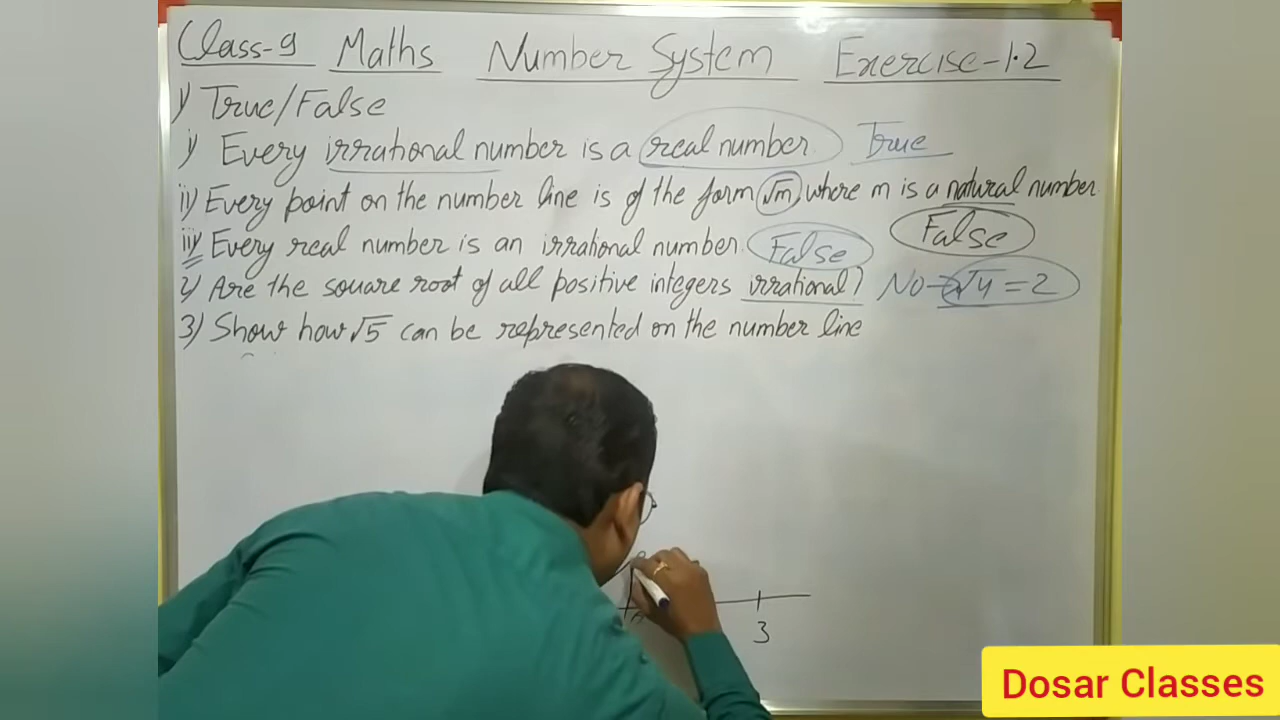 Class-9 Maths Number System Exercise-1.2
1) True/False
i) Every irrational number is a real number True
ii) Every point on the number line is of the form √m, where m is a natural number.
False
iii) Every real number is an irrational number. False
2) Are the square root of all positive integers irrational? No → √4 = 2
3) Show how √5 can be represented on the number line
3
Dosar Classes